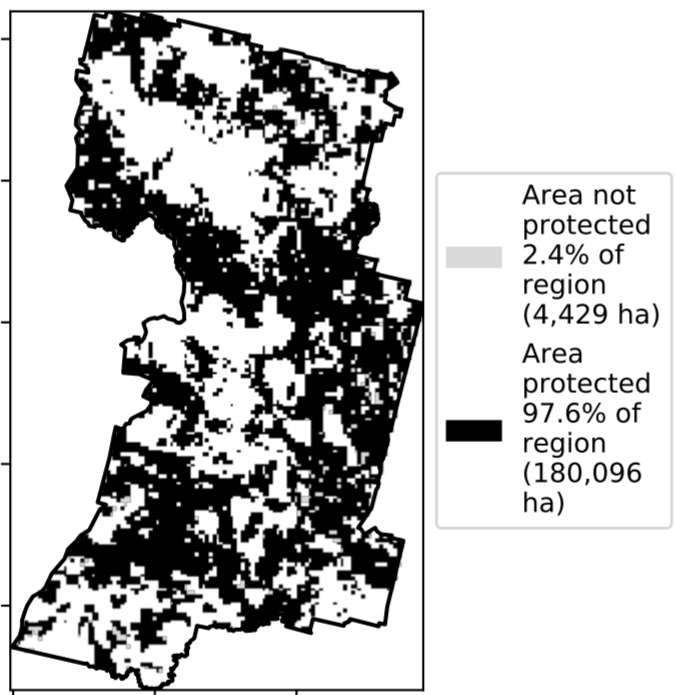 Area not
protected
2.4% of
region
(4,429 ha)
Area
protected
97.6% of
region
(180,096
ha)